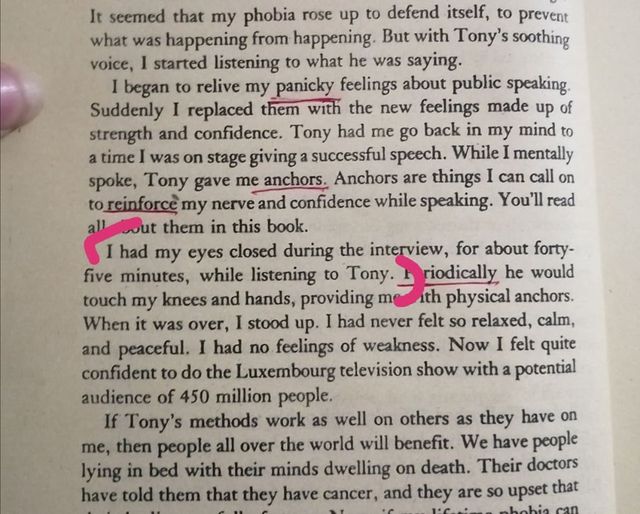 It seemed that my phobia rose up to defend itself, to prevent
what was happening from happening. But with Tony's soothing
voice, I started listening to what he was saying.
I began to relive my panicky feelings about public speaking.
Suddenly I replaced them with the new feelings made up of
strength and confidence. Tony had me go back in my mind to
a time I was on stage giving a successful speech. While I mentally
spoke, Tony gave me anchors. Anchors are things I can call on
to reinforce my nerve and confidence while speaking. You'll read
all about them in this book.
I had my eyes closed during the interview, for about forty-
five minutes, while listening to Tony. Periodically he would
touch my knees and hands, providing me with physical anchors.
When it was over, I stood up. I had never felt so relaxed, calm,
and peaceful. I had no feelings of weakness. Now I felt quite
confident to do the Luxembourg television show with a potential
audience of 450 million people.
If Tony's methods work as well on others as they have on
me, then people all over the world will benefit. We have people
lying in bed with their minds dwelling on death. Their doctors
have told them that they have cancer, and they are so upset that
phobia can